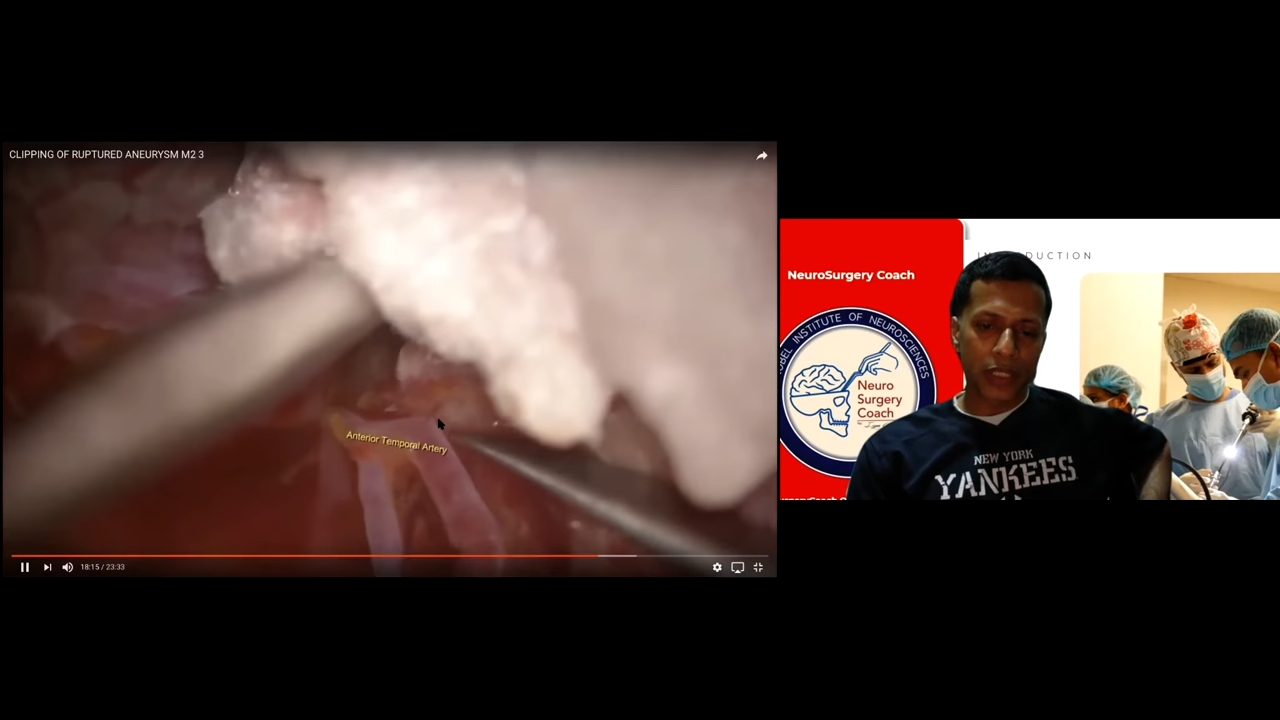 CLIPPING OF RUPTURED ANEURYSM M2 3
Anterior Temporal Artery
18:15 / 23:33
NeuroSurgery Coach
INSTITUTE OF NEUROSCIENCES
Neuro
Surgery
Coach
NEW YORK
YANKEES